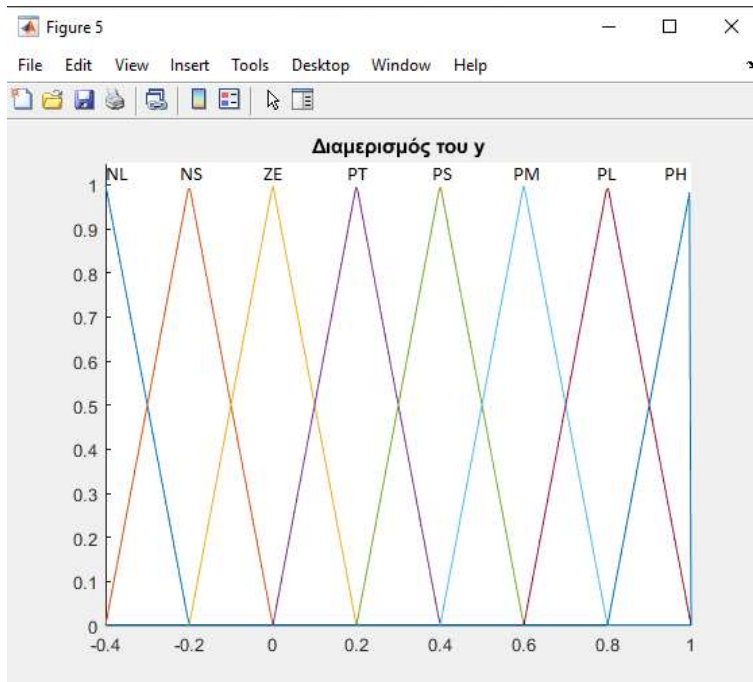 Figure 5
File Edit View Insert Tools Desktop Window Help
Διαμερισμός του y
NL NS ZE PT PS PM PL PH
1
0.9
0.8
0.7
0.6
0.5
0.4
0.3
0.2
0.1
0
-0.4 -0.2 0 0.2 0.4 0.6 0.8 1